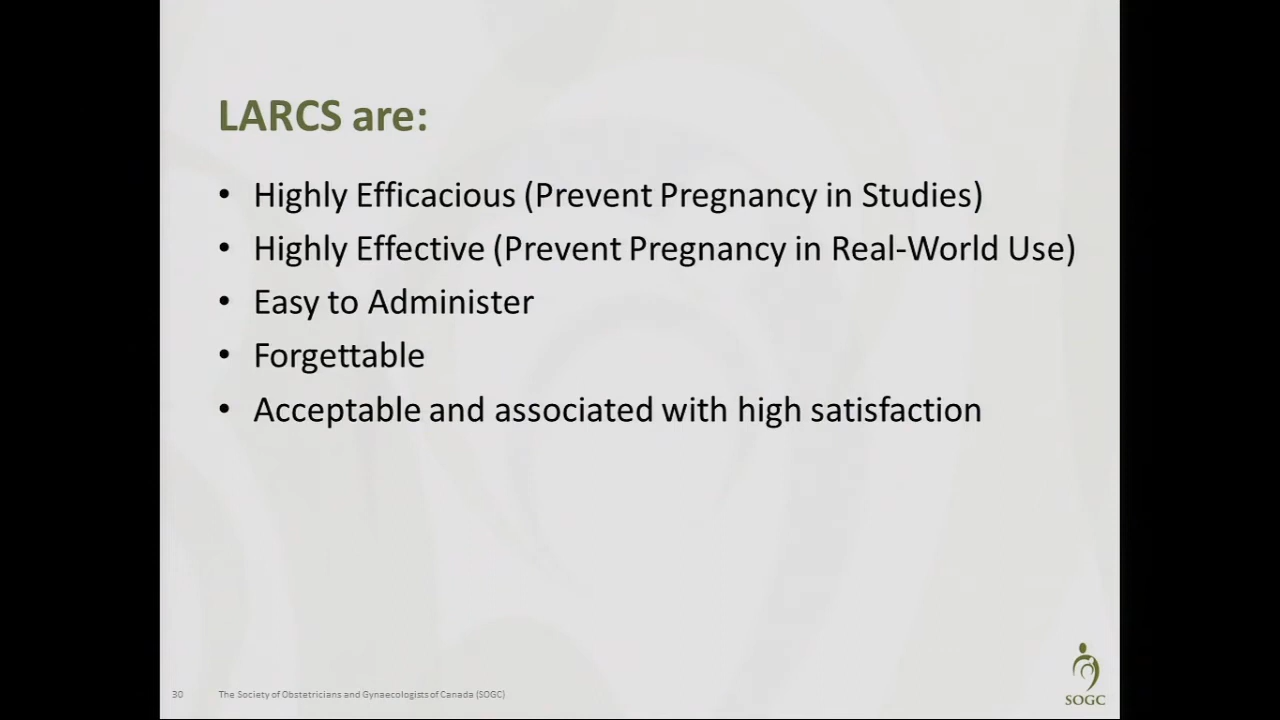 LARCS are:
• Highly Efficacious (Prevent Pregnancy in Studies)
• Highly Effective (Prevent Pregnancy in Real-World Use)
• Easy to Administer
• Forgettable
• Acceptable and associated with high satisfaction
30 The Society of Obstetricians and Gynaecologists of Canada (SOGC)
SOGC